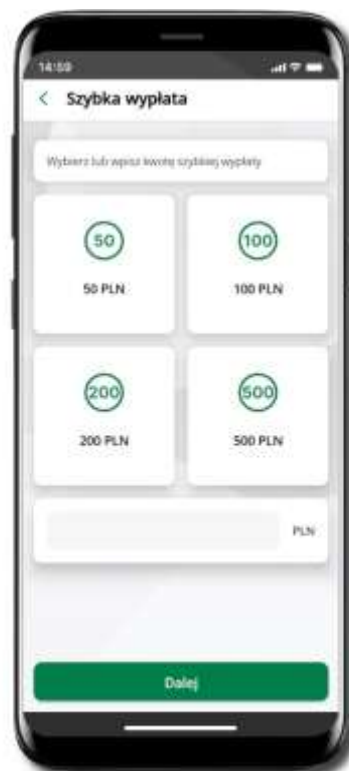 14:59
Szybka wypłata
Wybierz lub wpisz kwotę szybkiej wypłaty
50 100
50 PLN 100 PLN
200 500
200 PLN 500 PLN
PLN
Dalej